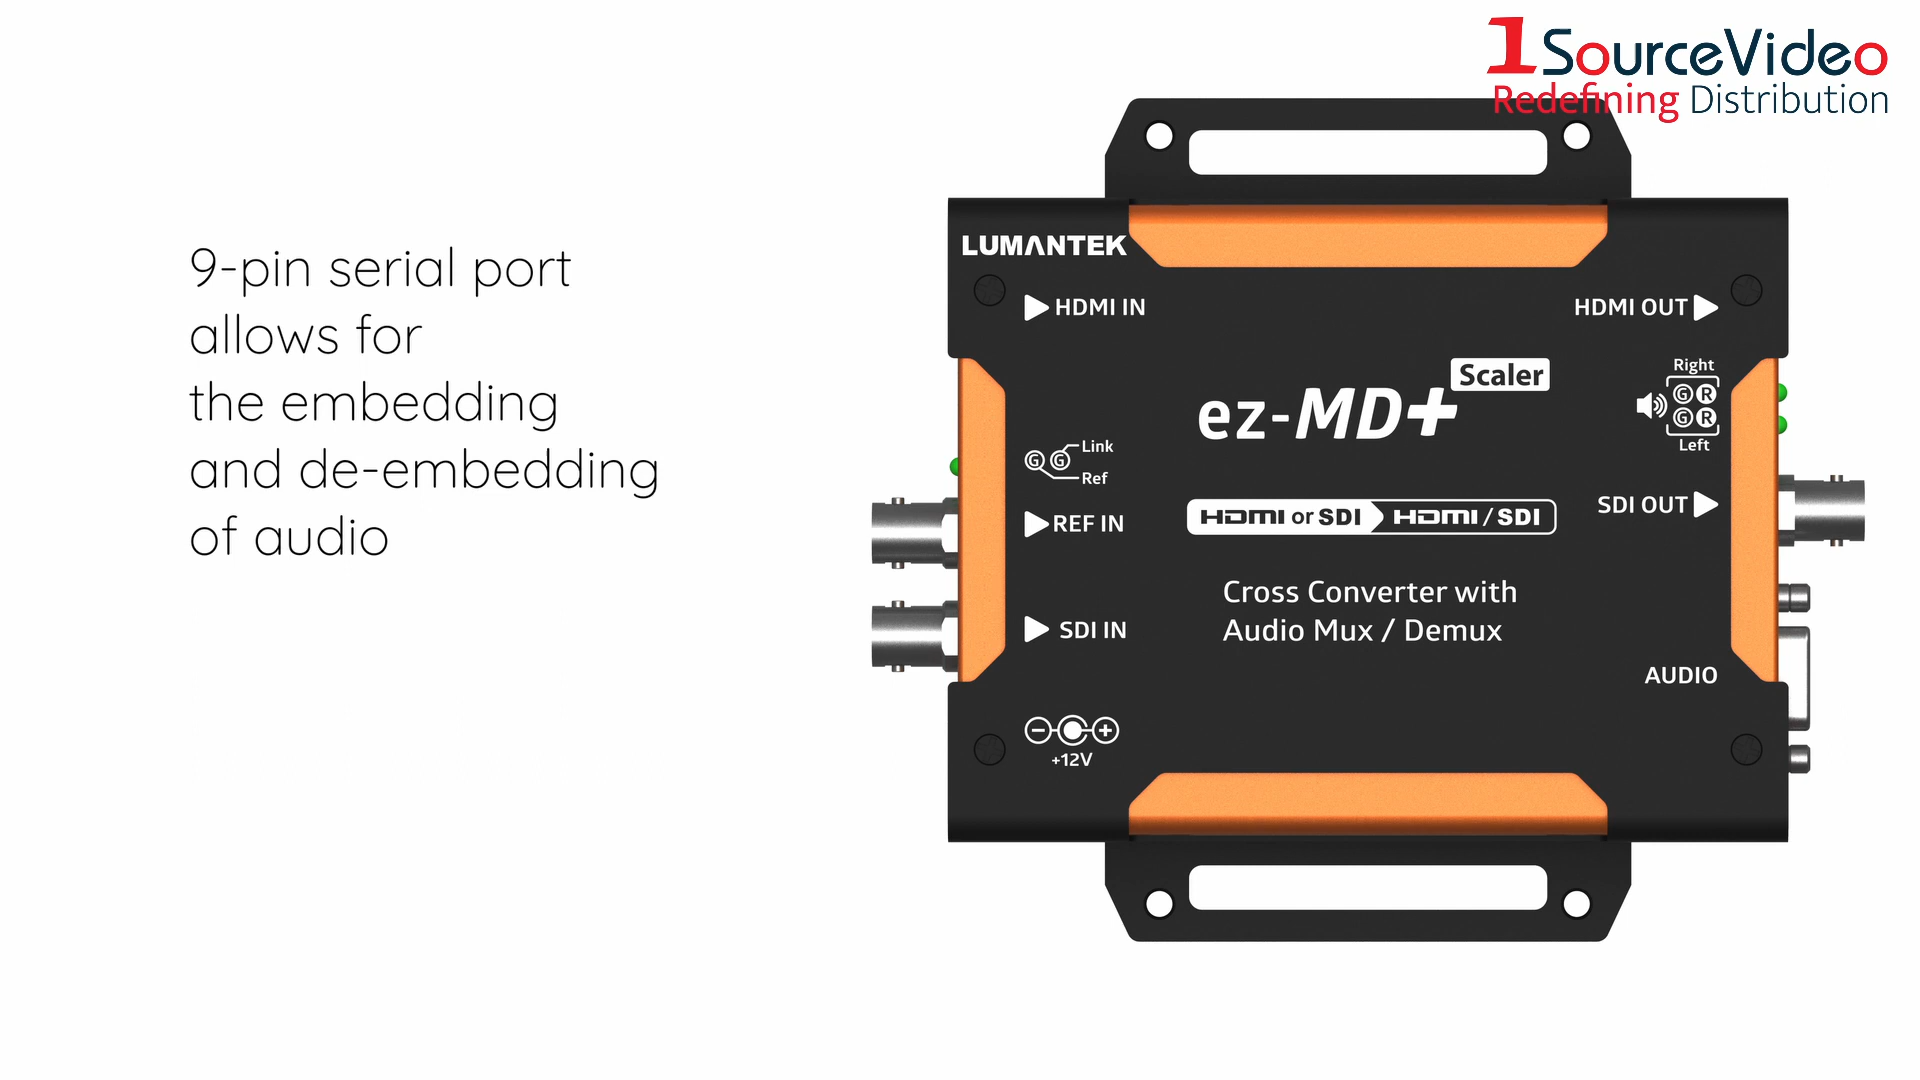 1SourceVideo
Redefining Distribution
9-pin serial port
allows for
the embedding
and de-embedding
of audio
LUMANTEK
HDMI IN
HDMI OUT
Scaler
ez-MD+
Right
G R
G R
Left
Link
G G
Ref
REF IN
HDMI or SDI HDMI / SDI
SDI OUT
Cross Converter with
Audio Mux / Demux
SDI IN
AUDIO
+12V